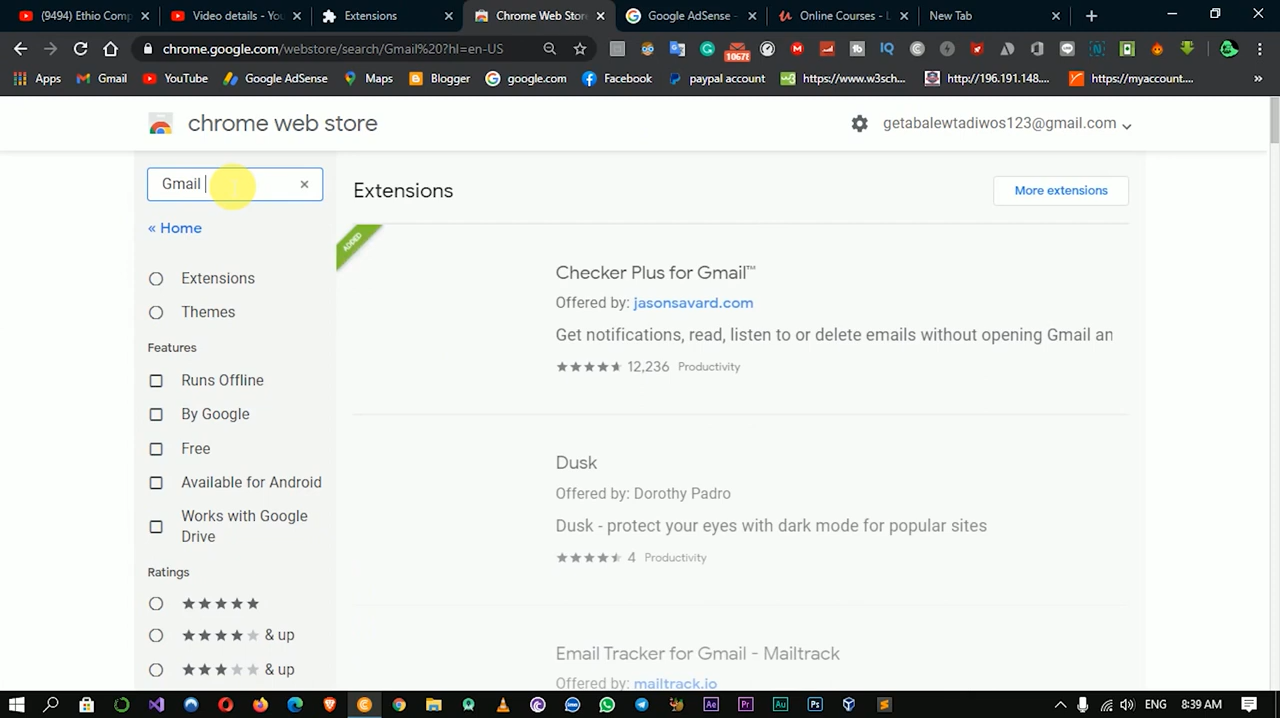 (9494) Ethio Comp
Video details - You
Extensions
Chrome Web Store
Google AdSense -
Online Courses - L
New Tab
chrome.google.com/webstore/search/Gmail%20?hl=en-US
1067E
Apps
Gmail
YouTube
Google AdSense
Maps
Blogger
google.com
Facebook
paypal account
https://www.w3sch...
http://196.191.148....
https://myaccount....
chrome web store
getabalewtadiwos123@gmail.com
Gmail
Extensions
More extensions
« Home
ADDED
Extensions
Themes
Features
Runs Offline
By Google
Free
Available for Android
Works with Google
Drive
Ratings
& up
& up
Checker Plus for Gmail™
Offered by: jasonsavard.com
Get notifications, read, listen to or delete emails without opening Gmail an
12,236 Productivity
Dusk
Offered by: Dorothy Padro
Dusk - protect your eyes with dark mode for popular sites
4 Productivity
Email Tracker for Gmail - Mailtrack
Offered by: mailtrack.io
ENG
8:39 AM